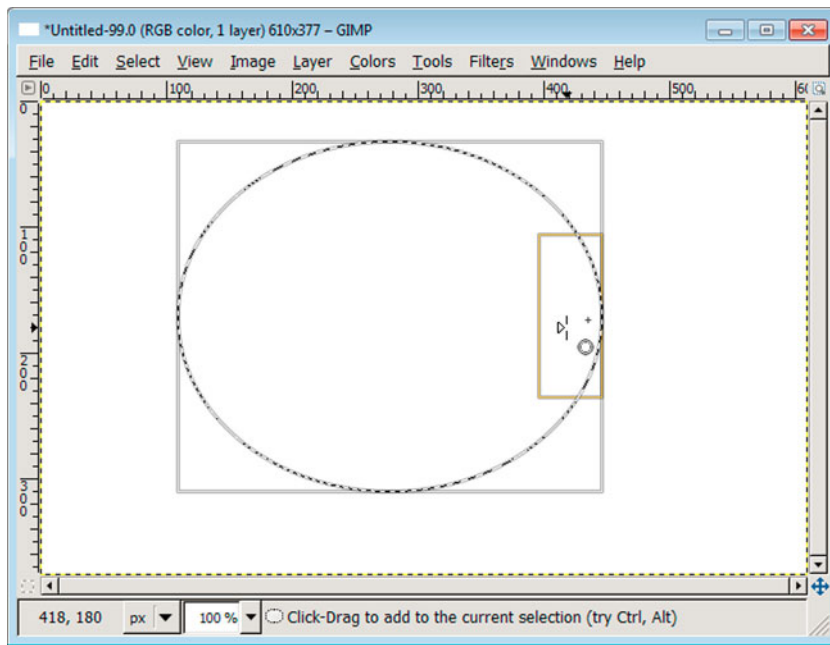 *Untitled-99.0 (RGB color, 1 layer) 610x377 – GIMP
File Edit Select View Image Layer Colors Tools Filters Windows Help
0 100 200 300 400 500 6(
0
100
200
300
418, 180 px 100 % Click-Drag to add to the current selection (try Ctrl, Alt)